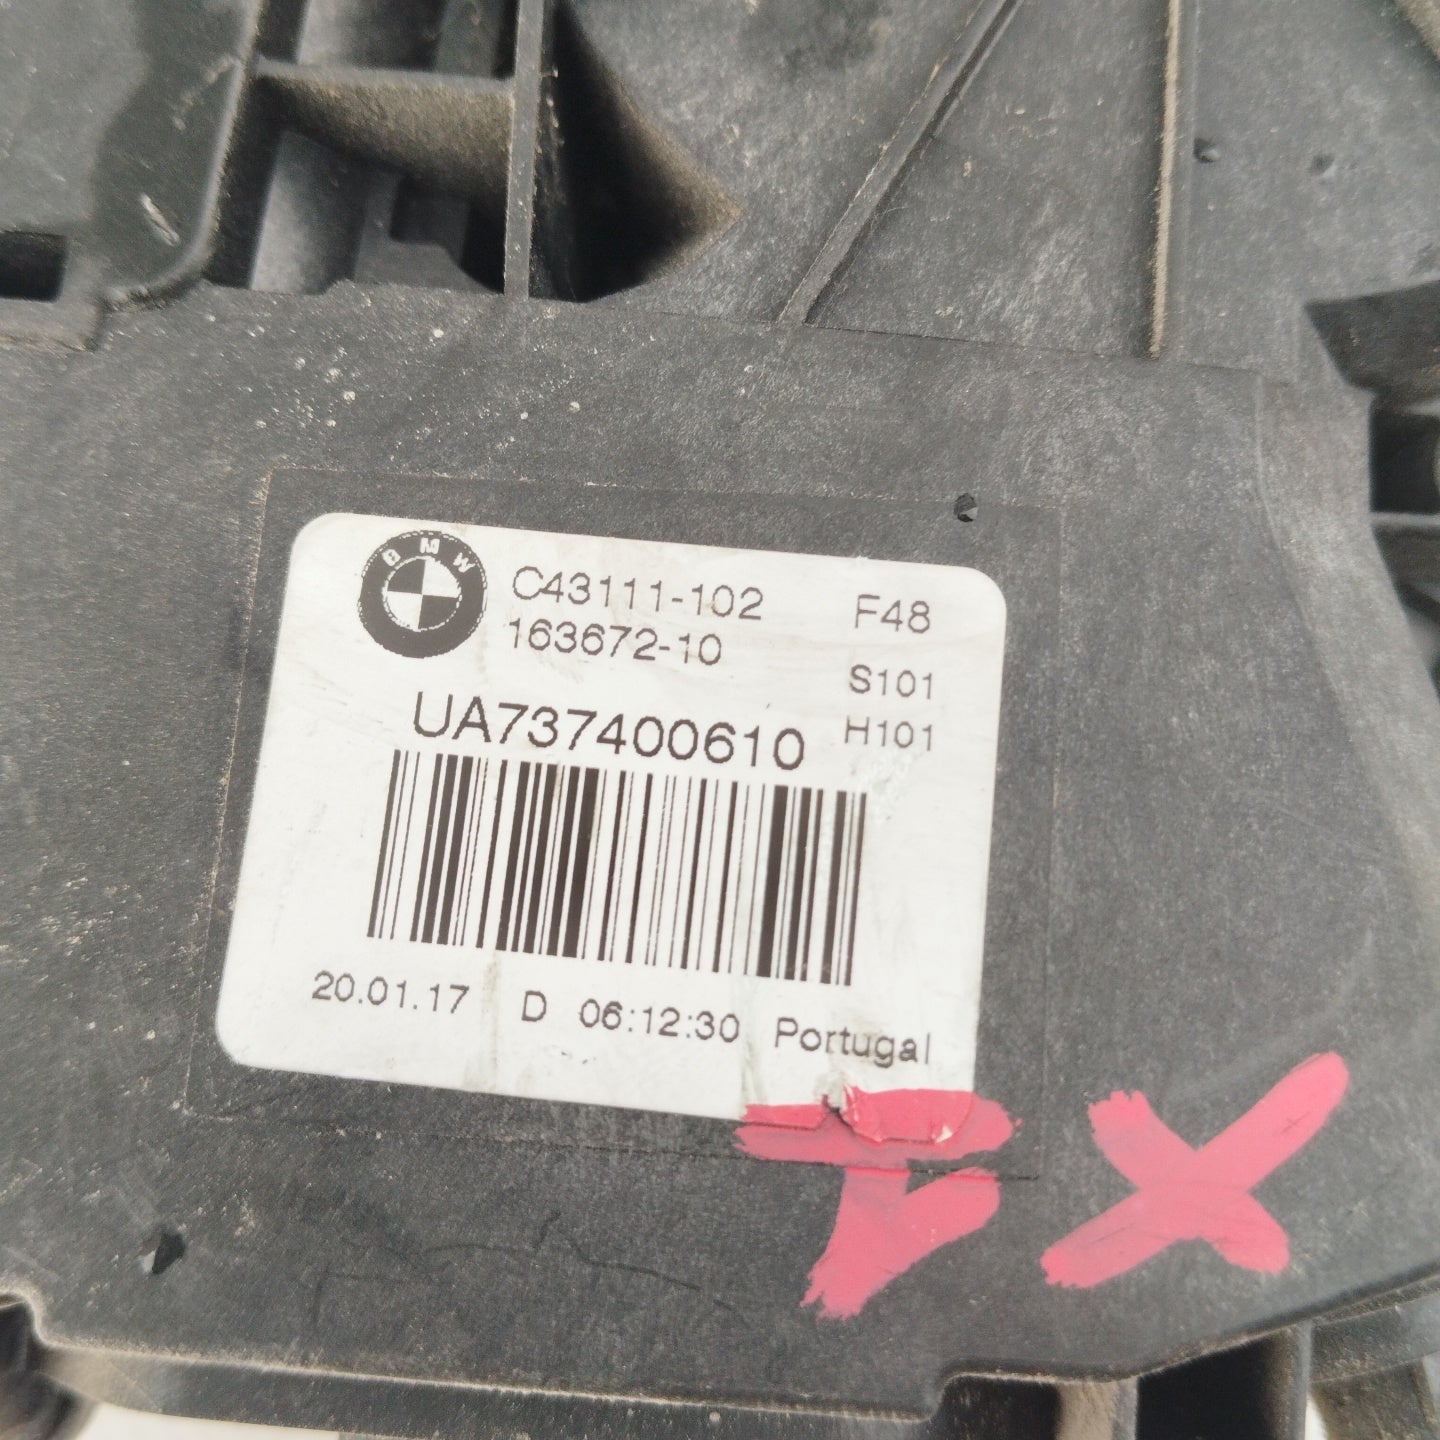 BMW
C43111-102 F48
163672-10
S101
UA737400610 H101
20.01.17 D 06:12:30 Portugal